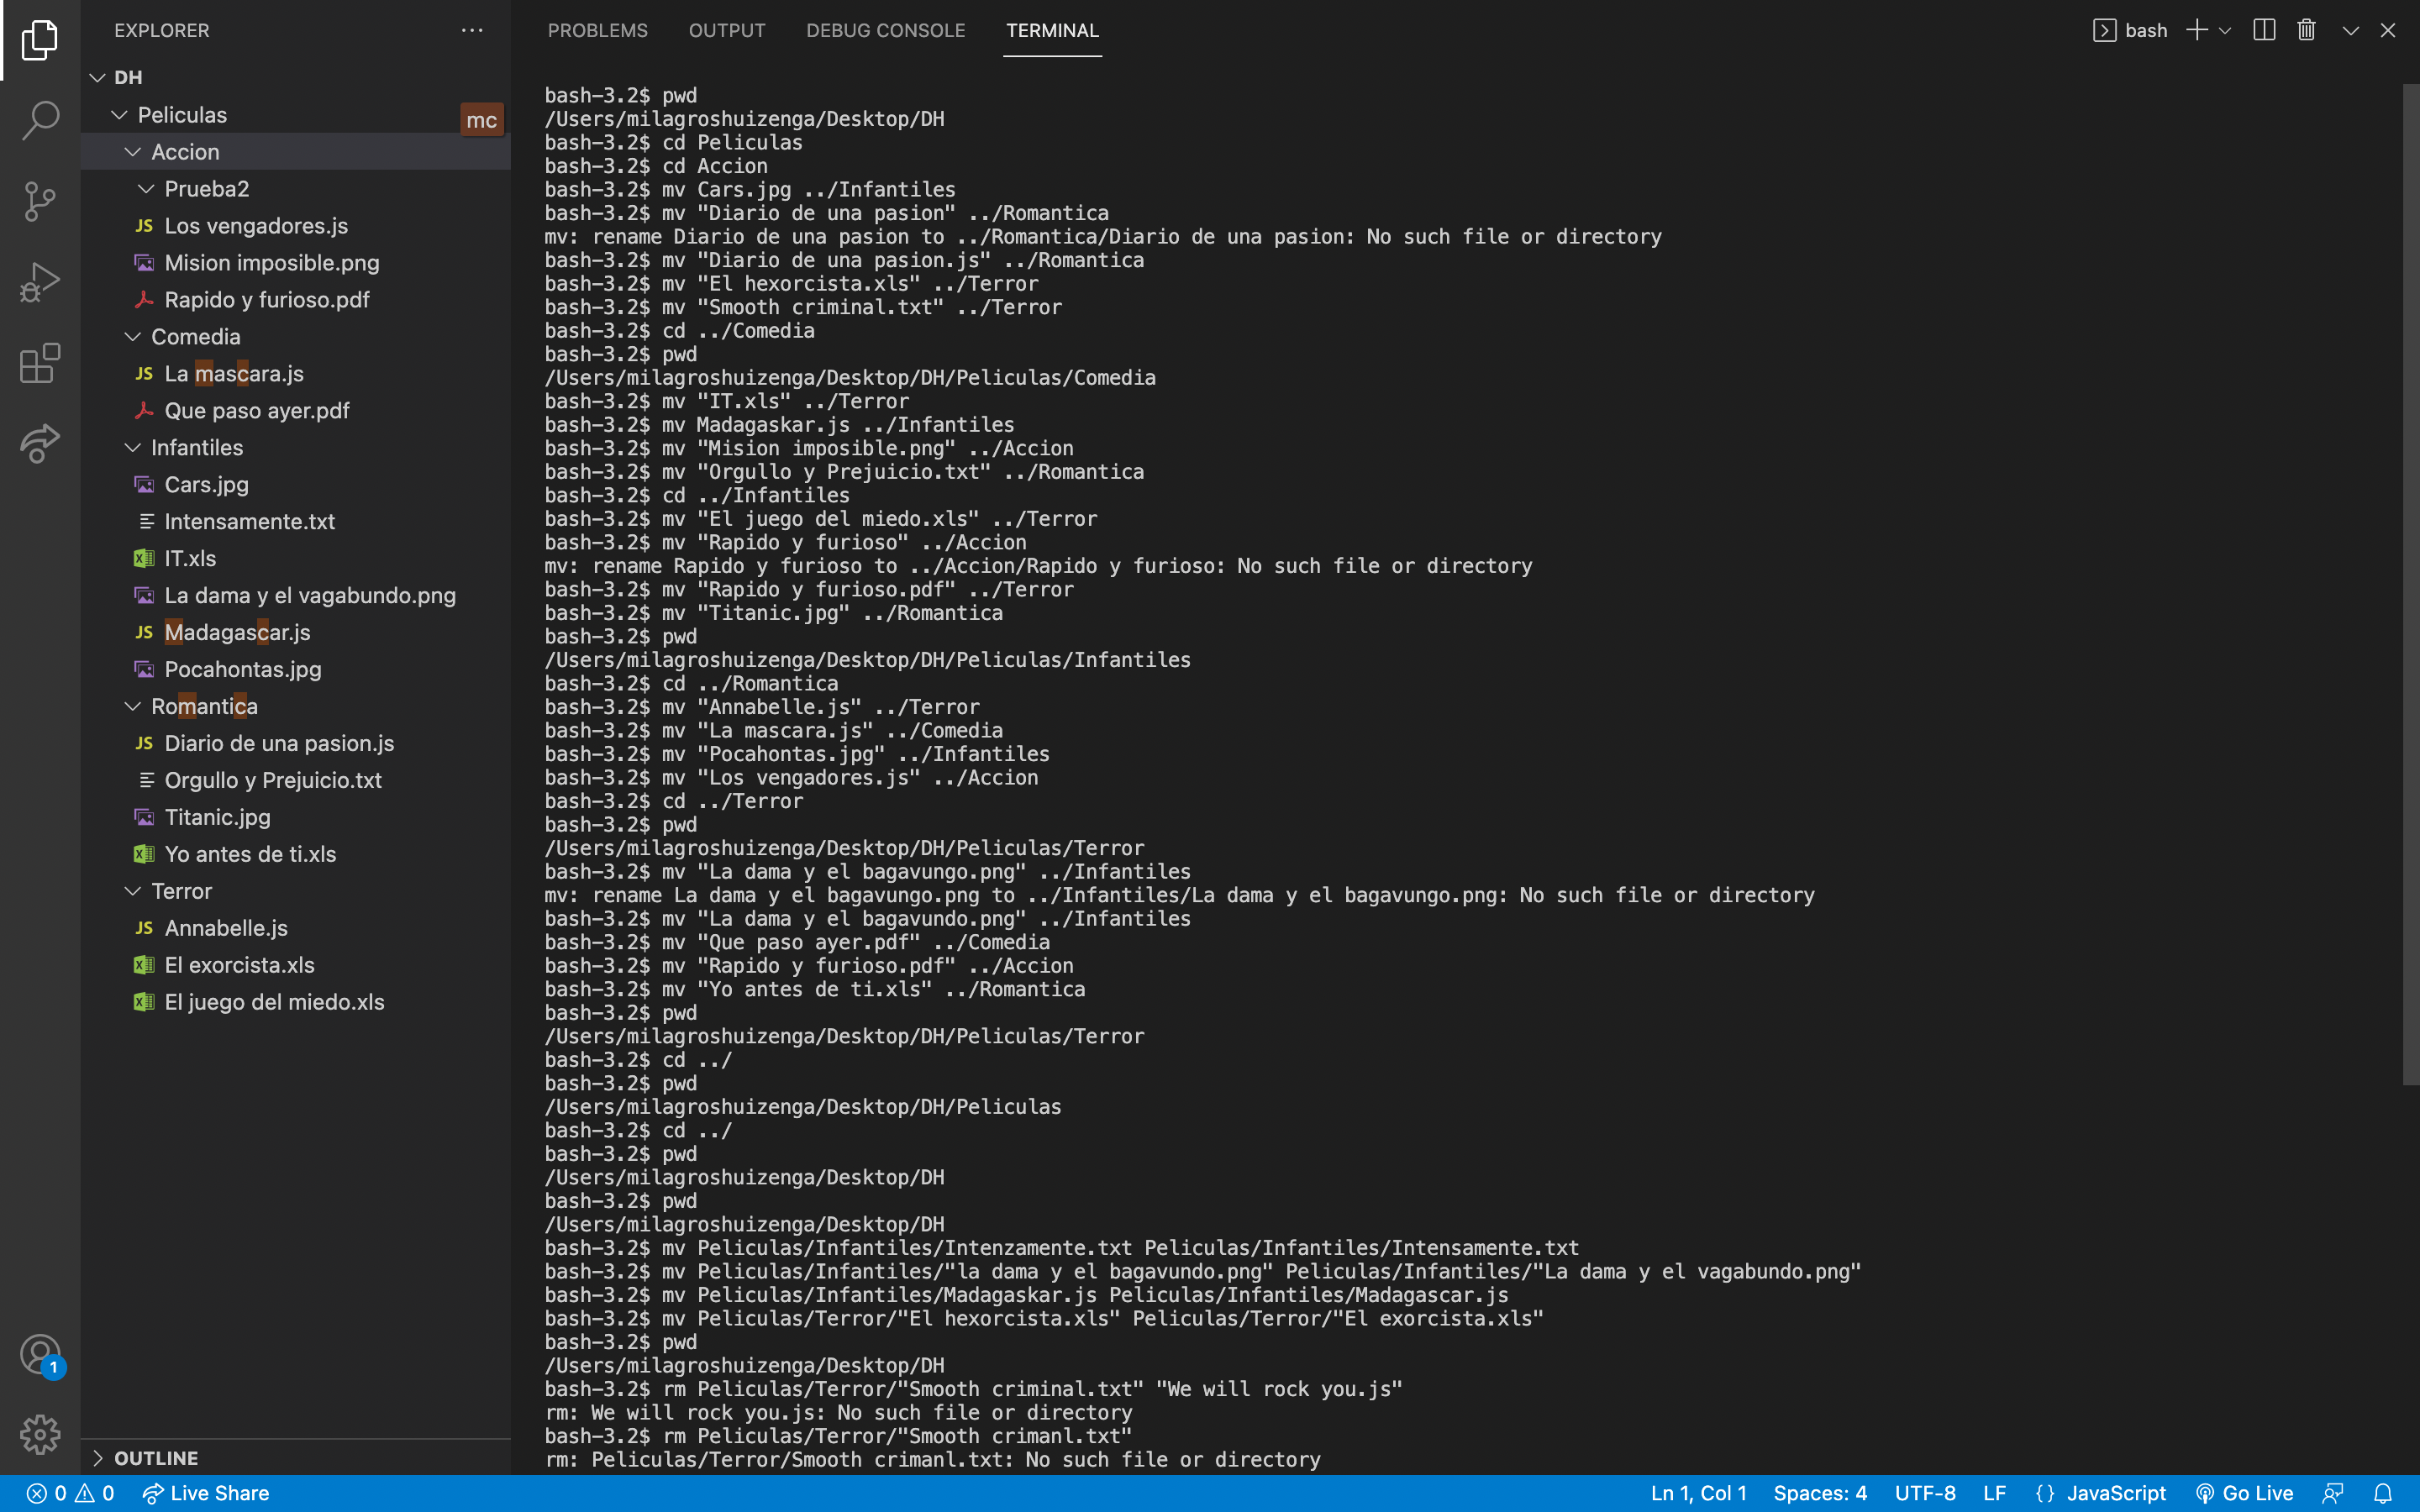 EXPLORER
DH
Peliculas
mc
Accion
Prueba2
JS Los vengadores.js
Mision imposible.png
Rapido y furioso.pdf
Comedia
JS La mascara.js
Que paso ayer.pdf
Infantiles
Cars.jpg
Intensamente.txt
IT.xls
La dama y el vagabundo.png
JS Madagascar.js
Pocahontas.jpg
Romantica
JS Diario de una pasion.js
Orgullo y Prejuicio.txt
Titanic.jpg
Yo antes de ti.xls
Terror
JS Annabelle.js
El exorcista.xls
El juego del miedo.xls
1
OUTLINE
PROBLEMS OUTPUT DEBUG CONSOLE TERMINAL
bash
bash-3.2$ pwd
/Users/milagroshuizenga/Desktop/DH
bash-3.2$ cd Peliculas
bash-3.2$ cd Accion
bash-3.2$ mv Cars.jpg ../Infantiles
bash-3.2$ mv "Diario de una pasion" ../Romantica
mv: rename Diario de una pasion to ../Romantica/Diario de una pasion: No such file or directory
bash-3.2$ mv "Diario de una pasion.js" ../Romantica
bash-3.2$ mv "El hexorcista.xls" ../Terror
bash-3.2$ mv "Smooth criminal.txt" ../Terror
bash-3.2$ cd ../Comedia
bash-3.2$ pwd
/Users/milagroshuizenga/Desktop/DH/Peliculas/Comedia
bash-3.2$ mv "IT.xls" ../Terror
bash-3.2$ mv Madagaskar.js ../Infantiles
bash-3.2$ mv "Mision imposible.png" ../Accion
bash-3.2$ mv "Orgullo y Prejuicio.txt" ../Romantica
bash-3.2$ cd ../Infantiles
bash-3.2$ mv "El juego del miedo.xls" ../Terror
bash-3.2$ mv "Rapido y furioso" ../Accion
mv: rename Rapido y furioso to ../Accion/Rapido y furioso: No such file or directory
bash-3.2$ mv "Rapido y furioso.pdf" ../Terror
bash-3.2$ mv "Titanic.jpg" ../Romantica
bash-3.2$ pwd
/Users/milagroshuizenga/Desktop/DH/Peliculas/Infantiles
bash-3.2$ cd ../Romantica
bash-3.2$ mv "Annabelle.js" ../Terror
bash-3.2$ mv "La mascara.js" ../Comedia
bash-3.2$ mv "Pocahontas.jpg" ../Infantiles
bash-3.2$ mv "Los vengadores.js" ../Accion
bash-3.2$ cd ../Terror
bash-3.2$ pwd
/Users/milagroshuizenga/Desktop/DH/Peliculas/Terror
bash-3.2$ mv "La dama y el bagavungo.png" ../Infantiles
mv: rename La dama y el bagavungo.png to ../Infantiles/La dama y el bagavungo.png: No such file or directory
bash-3.2$ mv "La dama y el bagavundo.png" ../Infantiles
bash-3.2$ mv "Que paso ayer.pdf" ../Comedia
bash-3.2$ mv "Rapido y furioso.pdf" ../Accion
bash-3.2$ mv "Yo antes de ti.xls" ../Romantica
bash-3.2$ pwd
/Users/milagroshuizenga/Desktop/DH/Peliculas/Terror
bash-3.2$ cd ../
bash-3.2$ pwd
/Users/milagroshuizenga/Desktop/DH/Peliculas
bash-3.2$ cd ../
bash-3.2$ pwd
/Users/milagroshuizenga/Desktop/DH
bash-3.2$ pwd
/Users/milagroshuizenga/Desktop/DH
bash-3.2$ mv Peliculas/Infantiles/Intenzamente.txt Peliculas/Infantiles/Intensamente.txt
bash-3.2$ mv Peliculas/Infantiles/"la dama y el bagavundo.png" Peliculas/Infantiles/"La dama y el vagabundo.png"
bash-3.2$ mv Peliculas/Infantiles/Madagaskar.js Peliculas/Infantiles/Madagascar.js
bash-3.2$ mv Peliculas/Terror/"El hexorcista.xls" Peliculas/Terror/"El exorcista.xls"
bash-3.2$ pwd
/Users/milagroshuizenga/Desktop/DH
bash-3.2$ rm Peliculas/Terror/"Smooth criminal.txt" "We will rock you.js"
rm: We will rock you.js: No such file or directory
bash-3.2$ rm Peliculas/Terror/"Smooth crimanl.txt"
rm: Peliculas/Terror/Smooth crimanl.txt: No such file or directory
0 0 Live Share
Ln 1, Col 1 Spaces: 4 UTF-8 LF {} JavaScript Go Live